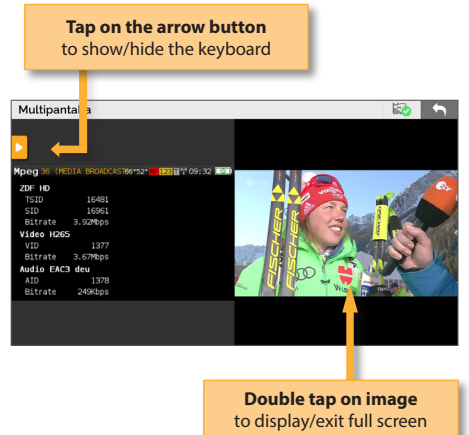 Tap on the arrow button
to show/hide the keyboard
Multipantalla
Mpeg 36 (MEDIA BROADCAST 66°52° 123 T 09:32
ZDF HD
TSID 16481
SID 16961
Bitrate 3.92Mbps
Video H265
VID 1377
Bitrate 3.67Mbps
Audio EAC3 deu
AID 1378
Bitrate 249Kbps
FISCHER
FISCHER
Double tap on image
to display/exit full screen